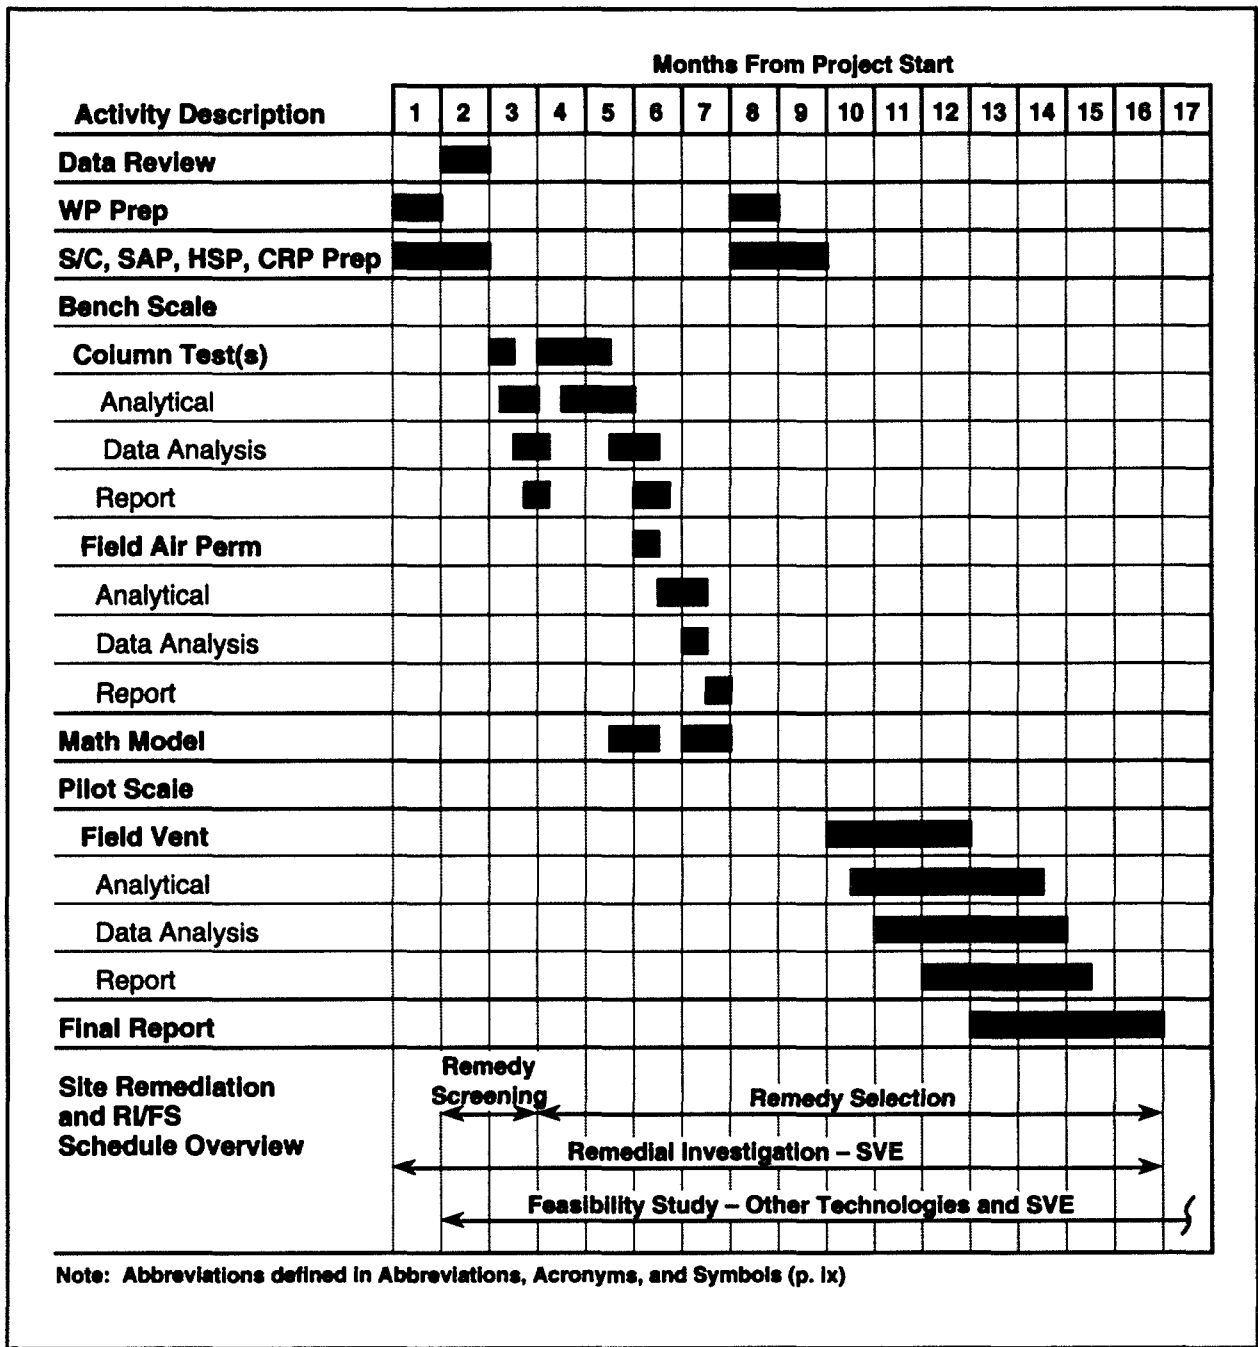 Months From Project Start
Activity Description 1 2 3 4 5 6 7 8 9 10 11 12 13 14 15 16 17
Data Review
WP Prep
S/C, SAP, HSP, CRP Prep
Bench Scale
Column Test(s)
Analytical
Data Analysis
Report
Field Air Perm
Analytical
Data Analysis
Report
Math Model
Pilot Scale
Field Vent
Analytical
Data Analysis
Report
Final Report
Site Remediation
and RI/FS
Schedule Overview
Remedy
Screening
Remedy Selection
Remedial Investigation – SVE
Feasibility Study – Other Technologies and SVE
Note: Abbreviations defined in Abbreviations, Acronyms, and Symbols (p. ix)